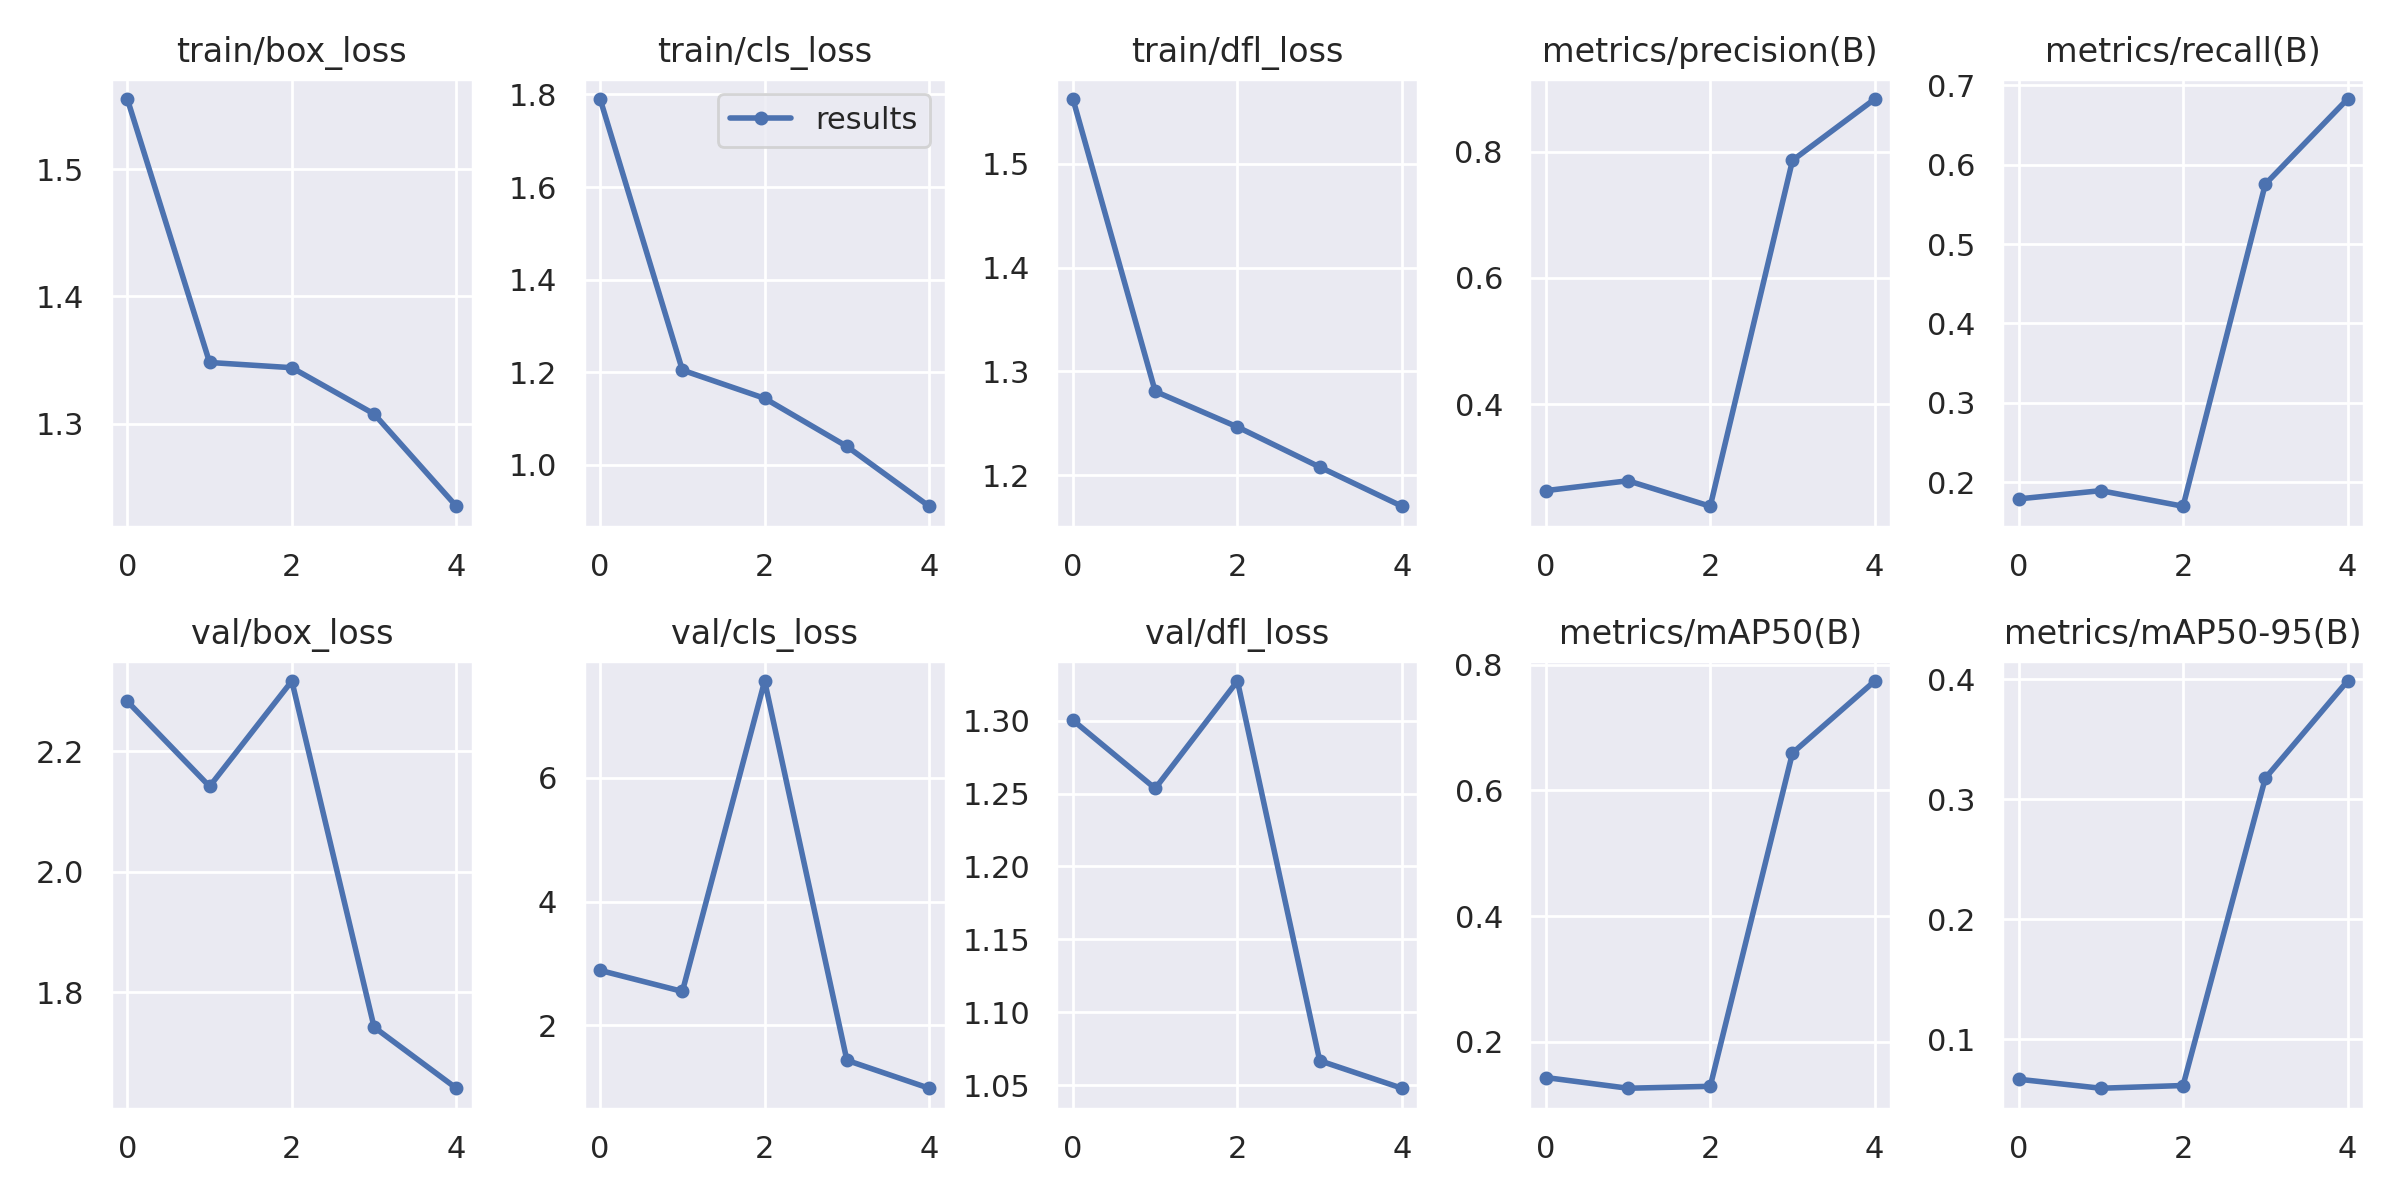 train/box_loss
train/cls_loss
train/dfl_loss
metrics/precision(B)
metrics/recall(B)
1.5
1.4
1.3
0 2 4
results
1.8
1.6
1.4
1.2
1.0
0 2 4
1.5
1.4
1.3
1.2
0 2 4
0.8
0.6
0.4
0 2 4
0.7
0.6
0.5
0.4
0.3
0.2
0 2 4
val/box_loss
val/cls_loss
val/dfl_loss
metrics/mAP50(B)
metrics/mAP50-95(B)
2.2
2.0
1.8
0 2 4
6
4
2
0 2 4
1.30
1.25
1.20
1.15
1.10
1.05
0 2 4
0.8
0.6
0.4
0.2
0 2 4
0.4
0.3
0.2
0.1
0 2 4